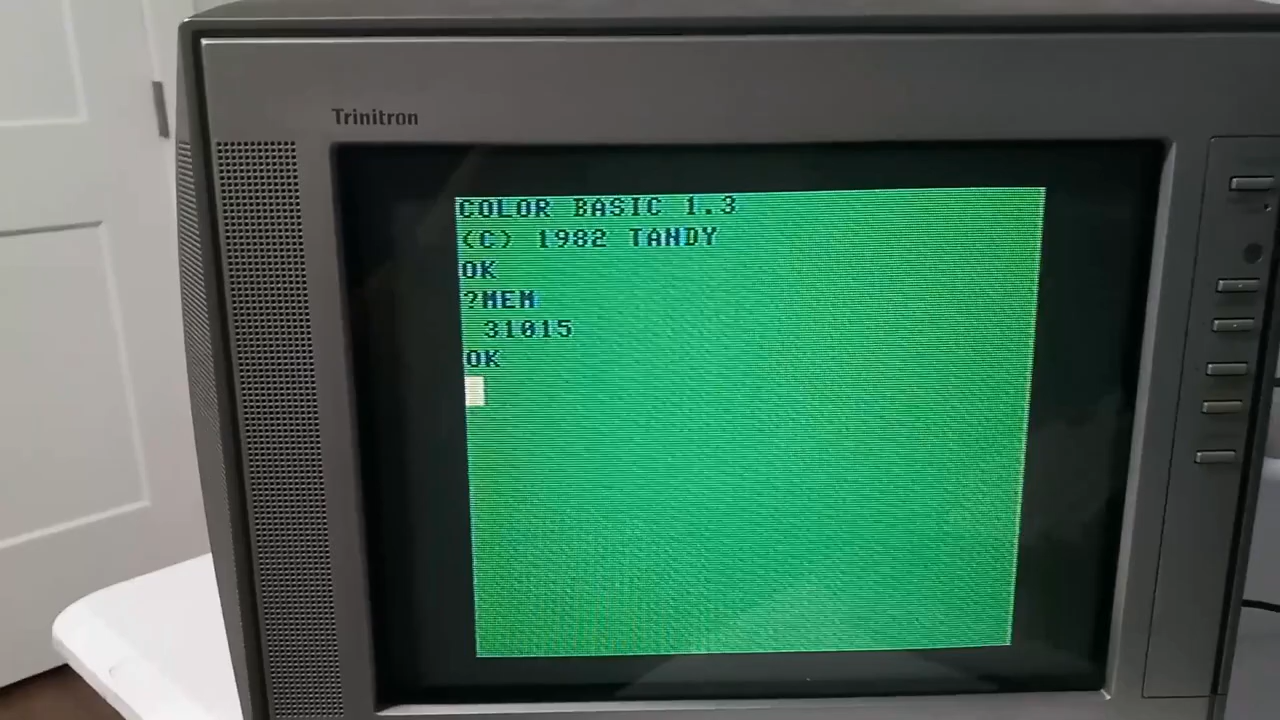 Trinitron
COLOR BASIC 1.3
(C) 1982 TANDY
OK
?MEM
31015
OK